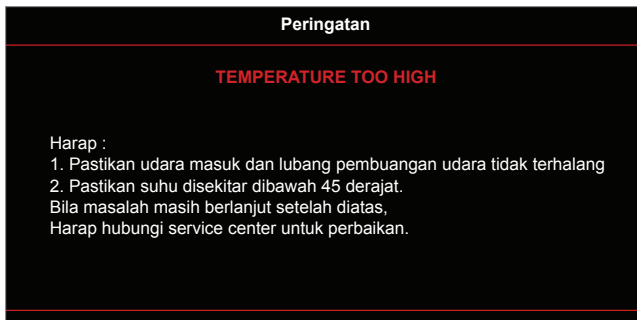 Peringatan
TEMPERATURE TOO HIGH
Harap :
1. Pastikan udara masuk dan lubang pembuangan udara tidak terhalang
2. Pastikan suhu disekitar dibawah 45 derajat.
Bila masalah masih berlanjut setelah diatas,
Harap hubungi service center untuk perbaikan.